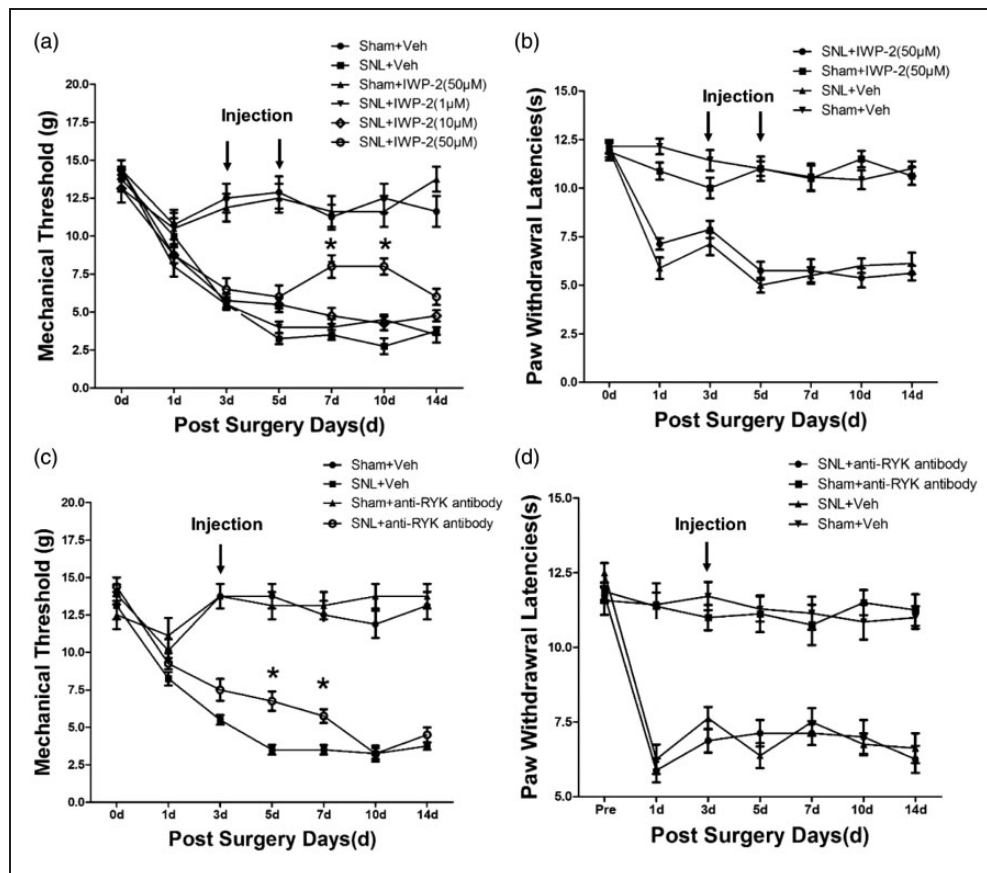 (a)
Sham+Veh
SNL+Veh
Sham+IWP-2(50μM)
SNL+IWP-2(1μM)
SNL+IWP-2(10μM)
SNL+IWP-2(50μM)
Injection
*
*
Mechanical Threshold (g)
20.0
17.5
15.0
12.5
10.0
7.5
5.0
2.5
0.0
0d 1d 3d 5d 7d 10d 14d
Post Surgery Days(d)
(b)
SNL+IWP-2(50μM)
Sham+IWP-2(50μM)
SNL+Veh
Sham+Veh
Injection
Paw Withdrawral Latencies(s)
15.0
12.5
10.0
7.5
5.0
2.5
0.0
0d 1d 3d 5d 7d 10d 14d
Post Surgery Days(d)
(c)
Sham+Veh
SNL+Veh
Sham+anti-RYK antibody
SNL+anti-RYK antibody
Injection
*
*
Mechanical Threshold (g)
20.0
17.5
15.0
12.5
10.0
7.5
5.0
2.5
0.0
0d 1d 3d 5d 7d 10d 14d
Post Surgery Days(d)
(d)
SNL+anti-RYK antibody
Sham+anti-RYK antibody
SNL+Veh
Sham+Veh
Injection
Paw Withdrawral Latencies(s)
15.0
12.5
10.0
7.5
5.0
Pre 1d 3d 5d 7d 10d 14d
Post Surgery Days(d)